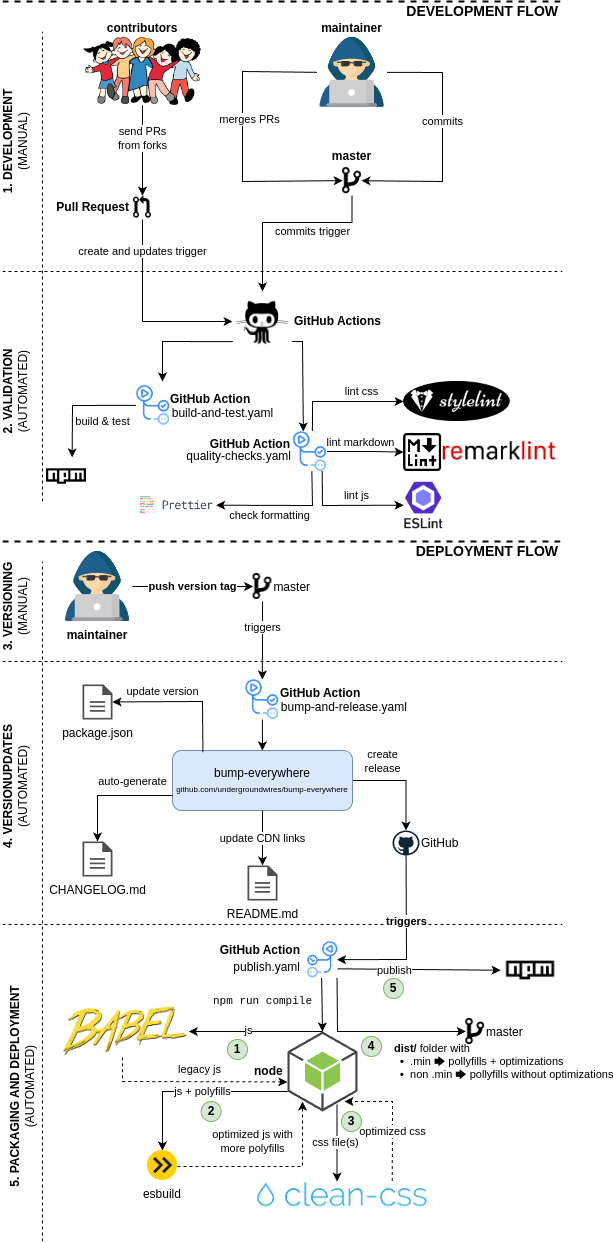 DEVELOPMENT FLOW
contributors
maintainer
1. DEVELOPMENT
(MANUAL)
send PRs
from forks
merges PRs
commits
master
Pull Request
commits trigger
create and updates trigger
2. VALIDATION
(AUTOMATED)
GitHub Actions
GitHub Action
build-and-test.yaml
build & test
npm
GitHub Action
quality-checks.yaml
lint css
stylelint
lint markdown
M
Lint
remarklint
lint js
ESLint
Prettier
check formatting
DEPLOYMENT FLOW
3. VERSIONING
(MANUAL)
maintainer
push version tag
master
triggers
4. VERSIONUPDATES
(AUTOMATED)
GitHub Action
bump-and-release.yaml
update version
package.json
bump-everywhere
github.com/undergroundwires/bump-everywhere
create
release
auto-generate
CHANGELOG.md
update CDN links
README.md
GitHub
triggers
5. PACKAGING AND DEPLOYMENT
(AUTOMATED)
GitHub Action
publish.yaml
publish
5
npm
npm run compile
BABEL
js
1
4
master
dist/ folder with
• .min 🡆 pollyfills + optimizations
• non .min 🡆 pollyfills without optimizations
legacy js
node
js + polyfills
2
3
optimized js with
more polyfills
optimized css
css file(s)
esbuild
clean-css